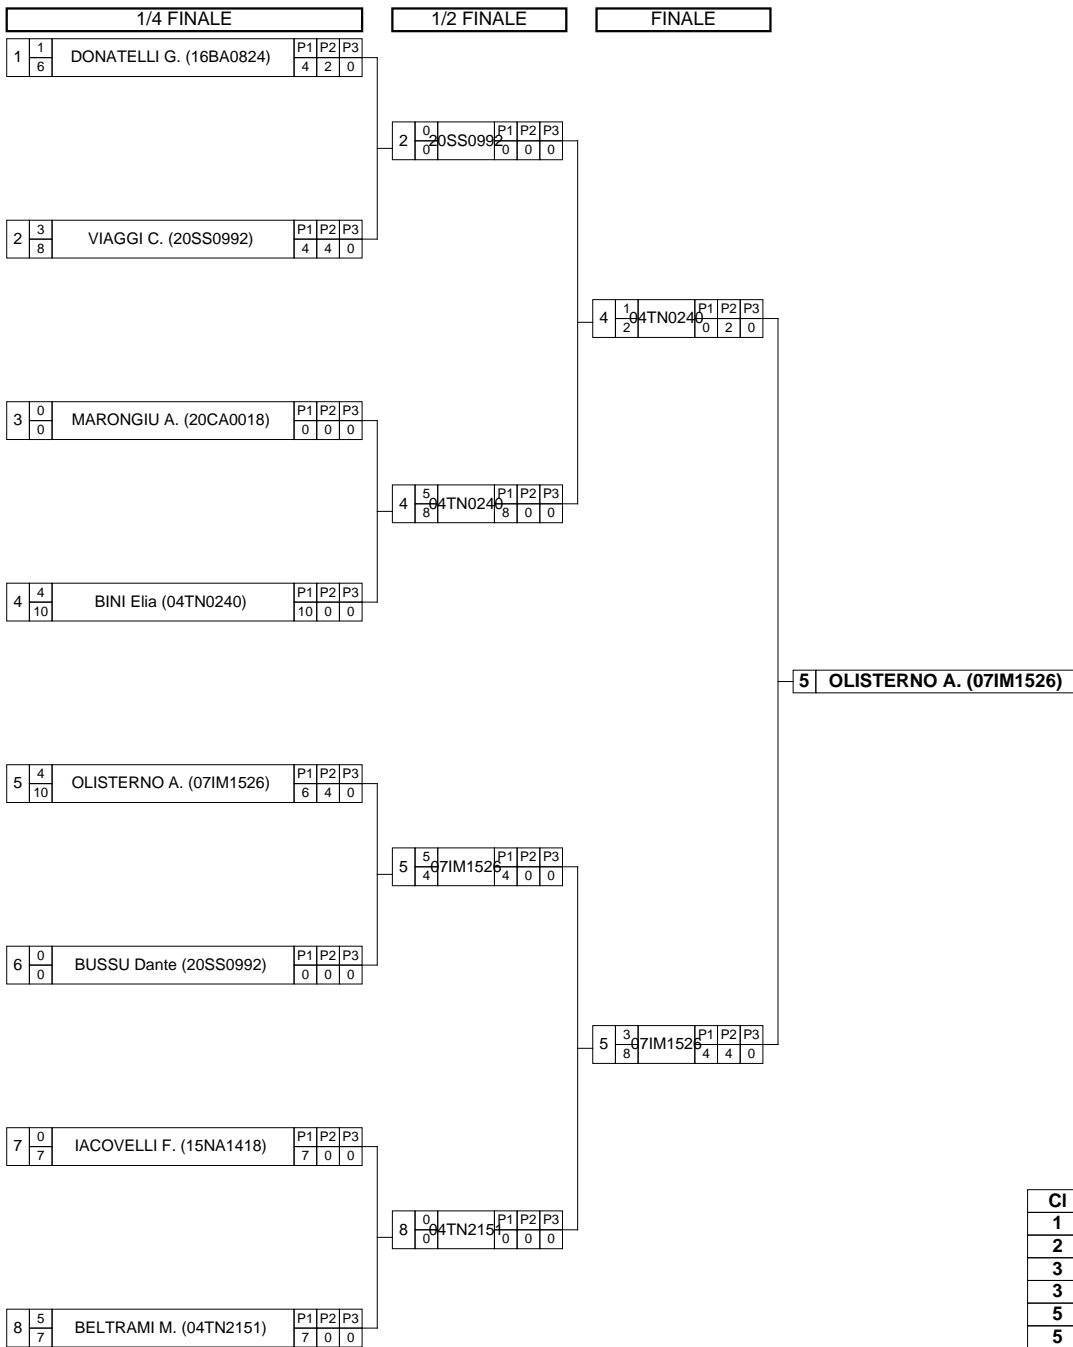 1/4 FINALE 1/2 FINALE FINALE
1 1 6 DONATELLI G. (16BA0824) P1 P2 P3 4 2 0
2 0 0 20SS0992 P1 P2 P3 0 0 0
2 3 8 VIAGGI C. (20SS0992) P1 P2 P3 4 4 0
4 1 2 04TN0240 P1 P2 P3 0 2 0
3 0 0 MARONGIU A. (20CA0018) P1 P2 P3 0 0 0
4 5 8 04TN0240 P1 P2 P3 8 0 0
4 4 10 BINI Elia (04TN0240) P1 P2 P3 10 0 0
5 OLISTERNO A. (07IM1526)
5 4 10 OLISTERNO A. (07IM1526) P1 P2 P3 6 4 0
5 5 4 07IM1526 P1 P2 P3 4 0 0
6 0 0 BUSSU Dante (20SS0992) P1 P2 P3 0 0 0
5 3 8 07IM1526 P1 P2 P3 4 4 0
7 0 7 IACOVELLI F. (15NA1418) P1 P2 P3 7 0 0
8 0 0 04TN2151 P1 P2 P3 0 0 0
8 5 7 BELTRAMI M. (04TN2151) P1 P2 P3 7 0 0
Cl
1
2
3
3
5
5